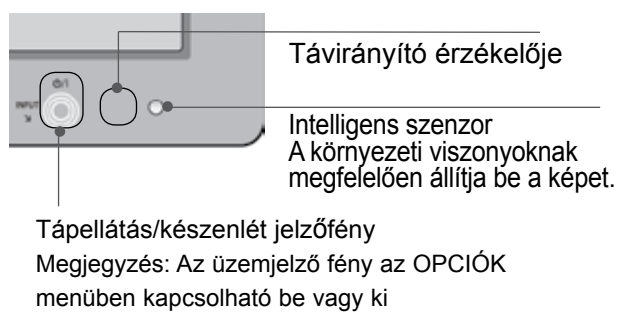 Távirányító érzékelője
⏻/I
INPUT
Intelligens szenzor
A környezeti viszonyoknak
megfelelően állítja be a képet.
Tápellátás/készenlét jelzőfény
Megjegyzés: Az üzemjelző fény az OPCIÓK
menüben kapcsolható be vagy ki